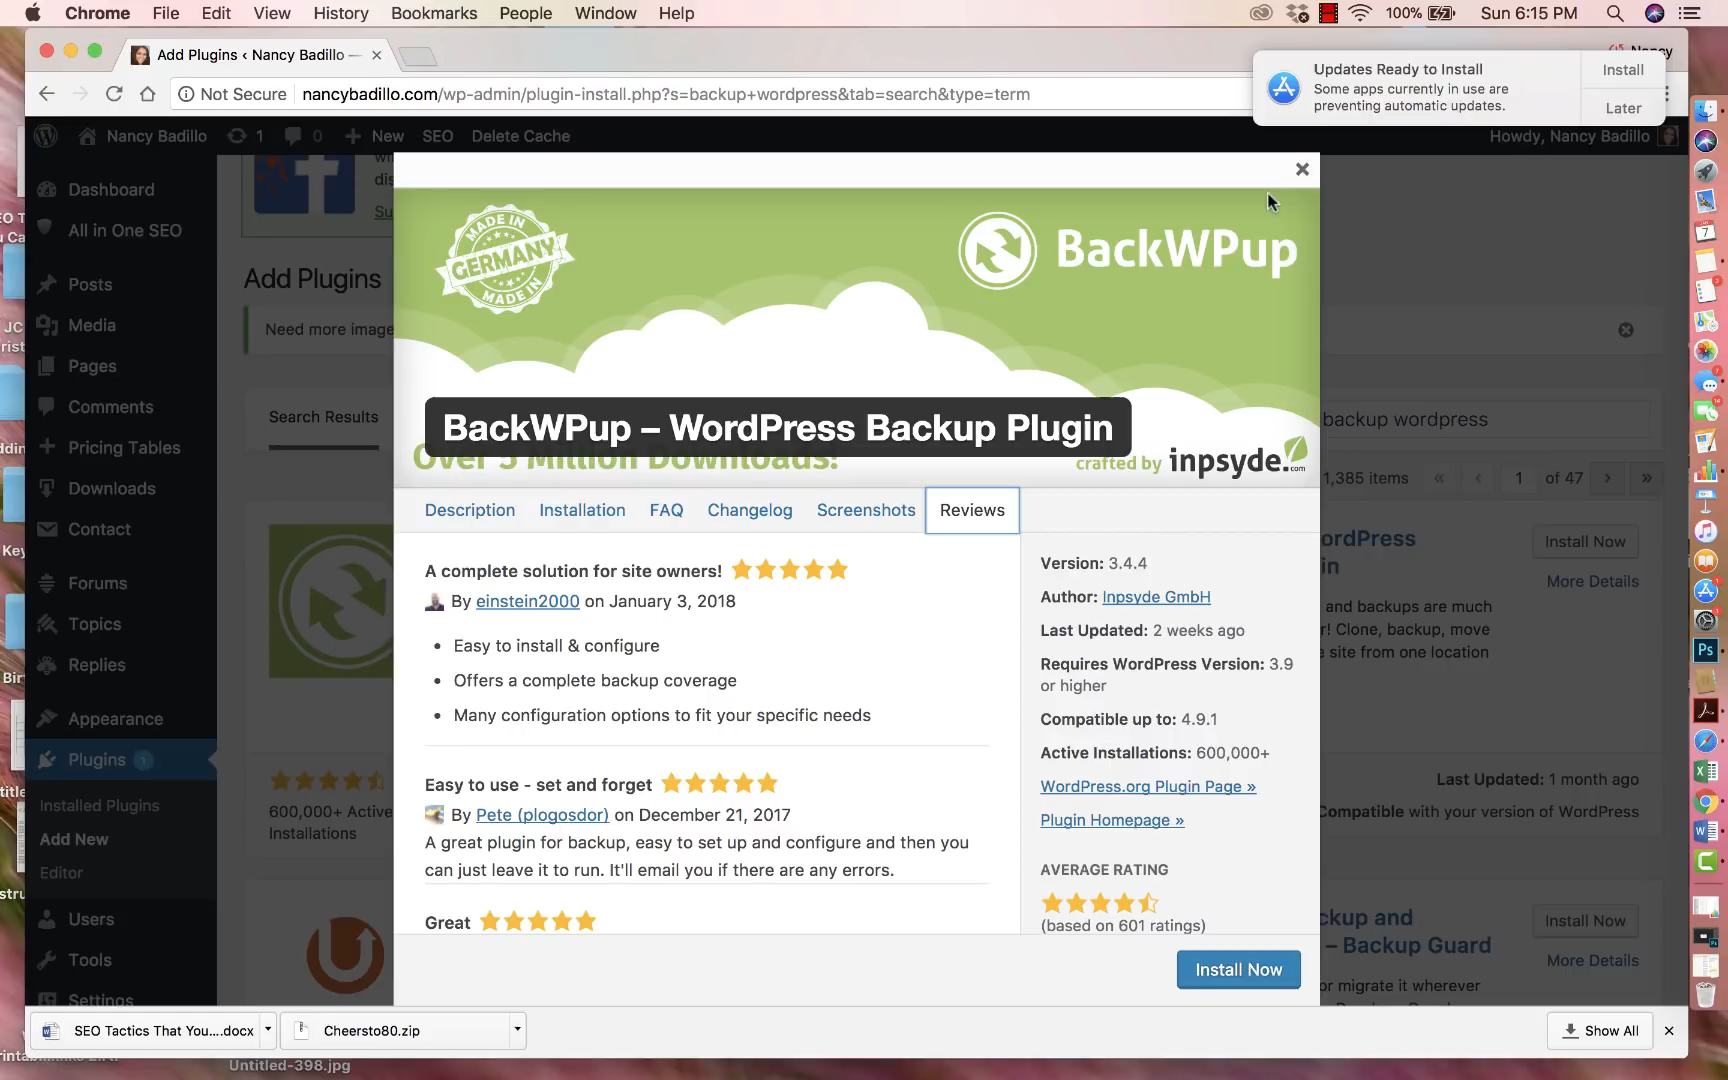 Chrome File Edit View History Bookmarks People Window Help
100% Sun 6:15 PM
Add Plugins ‹ Nancy Badillo —
Nancy
Not Secure nancybadillo.com/wp-admin/plugin-install.php?s=backup+wordpress&tab=search&type=term
Updates Ready to Install
Some apps currently in use are
preventing automatic updates.
Install
Later
Nancy Badillo 1 0 New SEO Delete Cache
Howdy, Nancy Badillo
Dashboard
All in One SEO
Posts
Media
Pages
Comments
Pricing Tables
Downloads
Contact
Forums
Topics
Replies
Appearance
Plugins 1
Installed Plugins
Add New
Editor
Users
Tools
Settings
Add Plugins
Need more image
Search Results
backup wordpress
1,385 items « ‹ 1 of 47 › »
600,000+ Active
Installations
MADE IN
GERMANY
MADE IN
BackWPup
BackWPup – WordPress Backup Plugin
Over 5 Million Downloads!
crafted by inpsyde.com
Description Installation FAQ Changelog Screenshots Reviews
A complete solution for site owners!
By einstein2000 on January 3, 2018
• Easy to install & configure
• Offers a complete backup coverage
• Many configuration options to fit your specific needs
Easy to use - set and forget
By Pete (plogosdor) on December 21, 2017
A great plugin for backup, easy to set up and configure and then you
can just leave it to run. It'll email you if there are any errors.
Great
Version: 3.4.4
Author: Inpsyde GmbH
Last Updated: 2 weeks ago
Requires WordPress Version: 3.9
or higher
Compatible up to: 4.9.1
Active Installations: 600,000+
WordPress.org Plugin Page »
Plugin Homepage »
AVERAGE RATING
(based on 601 ratings)
Install Now
ordPress
in
Install Now
More Details
and backups are much
! Clone, backup, move
site from one location
Last Updated: 1 month ago
Compatible with your version of WordPress
ckup and
– Backup Guard
Install Now
More Details
or migrate it wherever
SEO Tactics That You....docx
Cheersto80.zip
Show All
Untitled-398.jpg